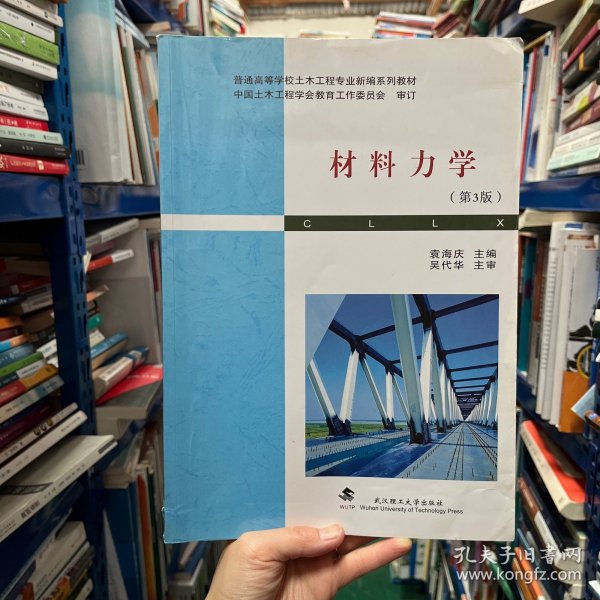 普通高等学校土木工程专业新编系列教材
中国土木工程学会教育工作委员会 审订
材料力学
（第3版）
C L L X
袁海庆 主编
吴代华 主审
武汉理工大学出版社
WUTP Wuhan University of Technology Press
孔夫子旧书网
www.kongfz.com